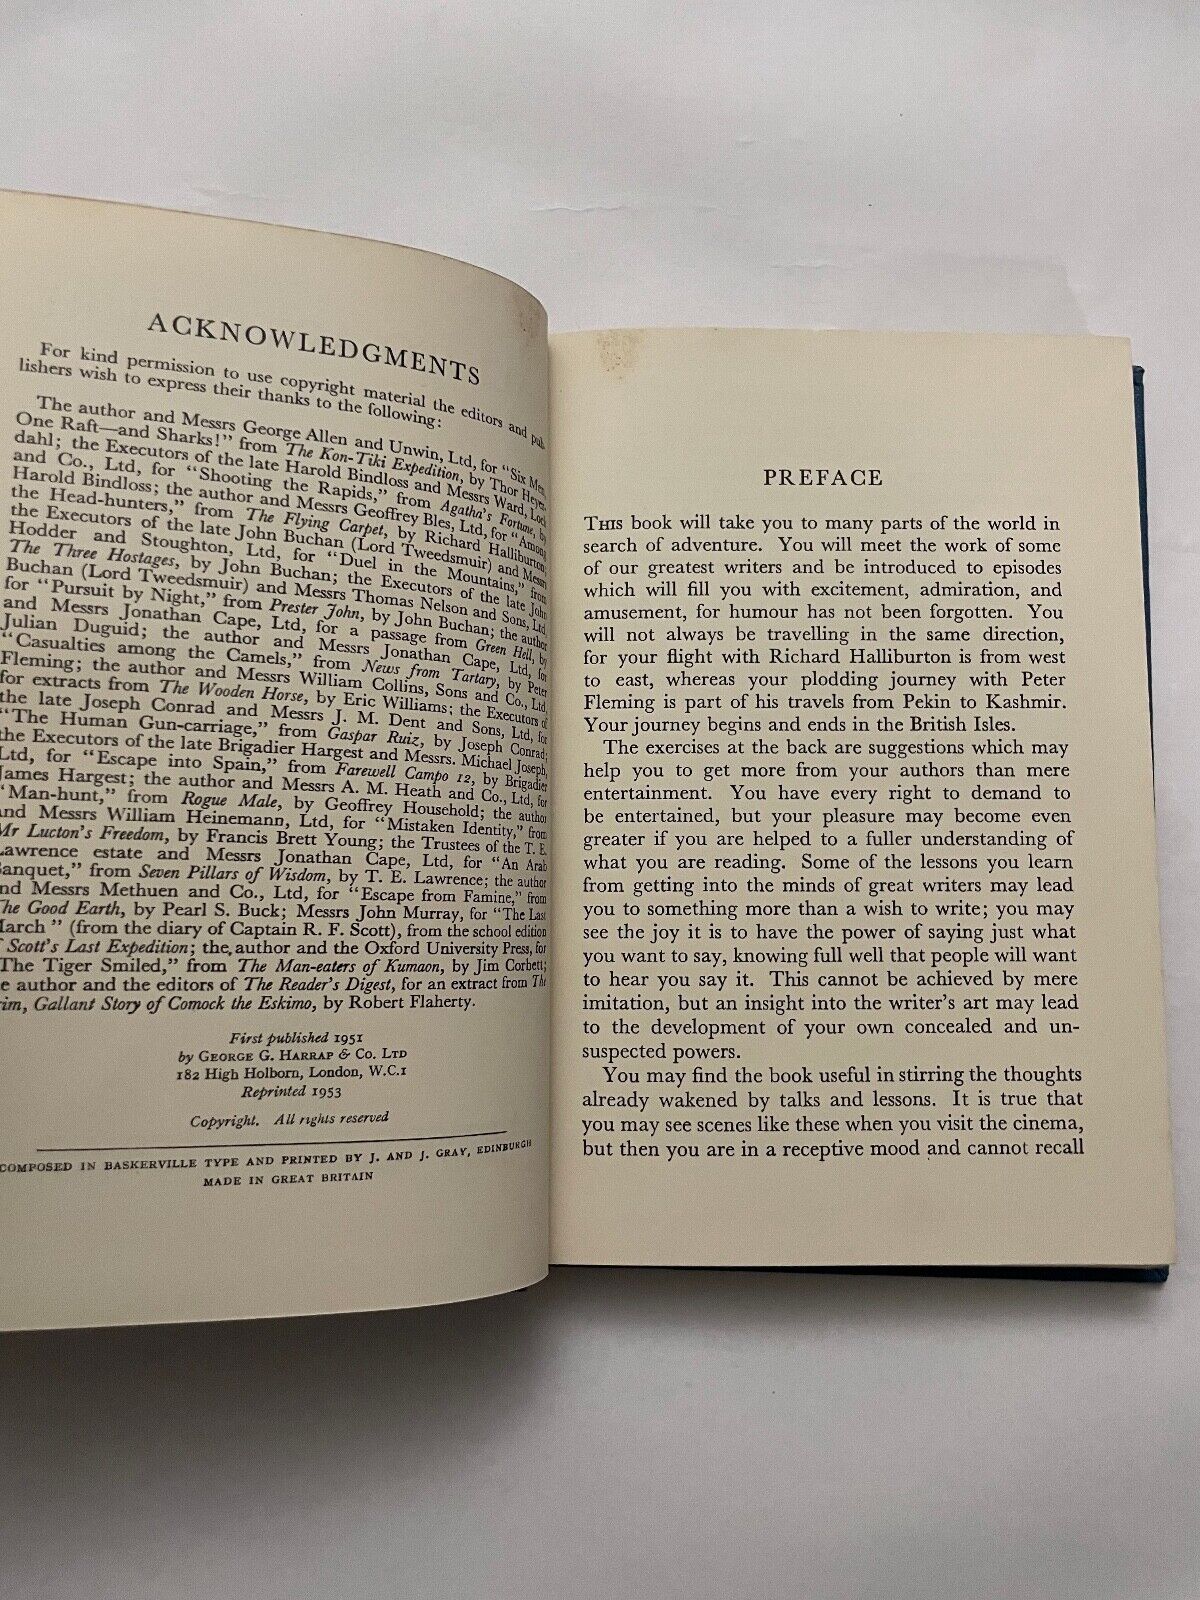 ACKNOWLEDGMENTS
For kind permission to use copyright material the editors and pub-
lishers wish to express their thanks to the following:
The author and Messrs George Allen and Unwin, Ltd, for "Six Men,
One Raft—and Sharks!" from The Kon-Tiki Expedition, by Thor Heyer-
dahl; the Executors of the late Harold Bindloss and Messrs Ward, Lock
and Co., Ltd, for "Shooting the Rapids," from Agatha's Fortune, by
Harold Bindloss; the author and Messrs Geoffrey Bles, Ltd, for "Among
the Head-hunters," from The Flying Carpet, by Richard Halliburton;
the Executors of the late John Buchan (Lord Tweedsmuir) and Messrs
Hodder and Stoughton, Ltd, for "Duel in the Mountains," from
The Three Hostages, by John Buchan; the Executors of the late John
Buchan (Lord Tweedsmuir) and Messrs Thomas Nelson and Sons, Ltd,
for "Pursuit by Night," from Prester John, by John Buchan; the author
and Messrs Jonathan Cape, Ltd, for a passage from Green Hell, by
Julian Duguid; the author and Messrs Jonathan Cape, Ltd, for
"Casualties among the Camels," from News from Tartary, by Peter
Fleming; the author and Messrs William Collins, Sons and Co., Ltd,
for extracts from The Wooden Horse, by Eric Williams; the Executors of
the late Joseph Conrad and Messrs J. M. Dent and Sons, Ltd, for
"The Human Gun-carriage," from Gaspar Ruiz, by Joseph Conrad;
the Executors of the late Brigadier Hargest and Messrs. Michael Joseph,
Ltd, for "Escape into Spain," from Farewell Campo 12, by Brigadier
James Hargest; the author and Messrs A. M. Heath and Co., Ltd, for
"Man-hunt," from Rogue Male, by Geoffrey Household; the author
and Messrs William Heinemann, Ltd, for "Mistaken Identity," from
Mr Lucton's Freedom, by Francis Brett Young; the Trustees of the T. E.
Lawrence estate and Messrs Jonathan Cape, Ltd, for "An Arab
Banquet," from Seven Pillars of Wisdom, by T. E. Lawrence; the author
and Messrs Methuen and Co., Ltd, for "Escape from Famine," from
The Good Earth, by Pearl S. Buck; Messrs John Murray, for "The Last
March" (from the diary of Captain R. F. Scott), from the school edition
Scott's Last Expedition; the author and the Oxford University Press, for
"The Tiger Smiled," from The Man-eaters of Kumaon, by Jim Corbett;
author and the editors of The Reader's Digest, for an extract from The
Gallant Story of Comock the Eskimo, by Robert Flaherty.
First published 1951
by GEORGE G. HARRAP & CO. LTD
182 High Holborn, London, W.C.1
Reprinted 1953
Copyright. All rights reserved
COMPOSED IN BASKERVILLE TYPE AND PRINTED BY J. AND J. GRAY, EDINBURGH
MADE IN GREAT BRITAIN
PREFACE
THIS book will take you to many parts of the world in
search of adventure. You will meet the work of some
of our greatest writers and be introduced to episodes
which will fill you with excitement, admiration, and
amusement, for humour has not been forgotten. You
will not always be travelling in the same direction,
for your flight with Richard Halliburton is from west
to east, whereas your plodding journey with Peter
Fleming is part of his travels from Pekin to Kashmir.
Your journey begins and ends in the British Isles.
The exercises at the back are suggestions which may
help you to get more from your authors than mere
entertainment. You have every right to demand to
be entertained, but your pleasure may become even
greater if you are helped to a fuller understanding of
what you are reading. Some of the lessons you learn
from getting into the minds of great writers may lead
you to something more than a wish to write; you may
see the joy it is to have the power of saying just what
you want to say, knowing full well that people will want
to hear you say it. This cannot be achieved by mere
imitation, but an insight into the writer's art may lead
to the development of your own concealed and un-
suspected powers.
You may find the book useful in stirring the thoughts
already wakened by talks and lessons. It is true that
you may see scenes like these when you visit the cinema,
but then you are in a receptive mood and cannot recall